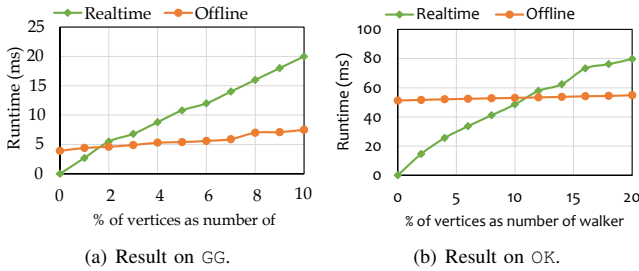 Realtime Offline
25
20
15
10
5
0
Runtime (ms)
0 2 4 6 8 10
% of vertices as number of
(a) Result on GG.
Realtime Offline
100
80
60
40
20
0
Runtime (ms)
0 5 10 15 20
% of vertices as number of walker
(b) Result on OK.